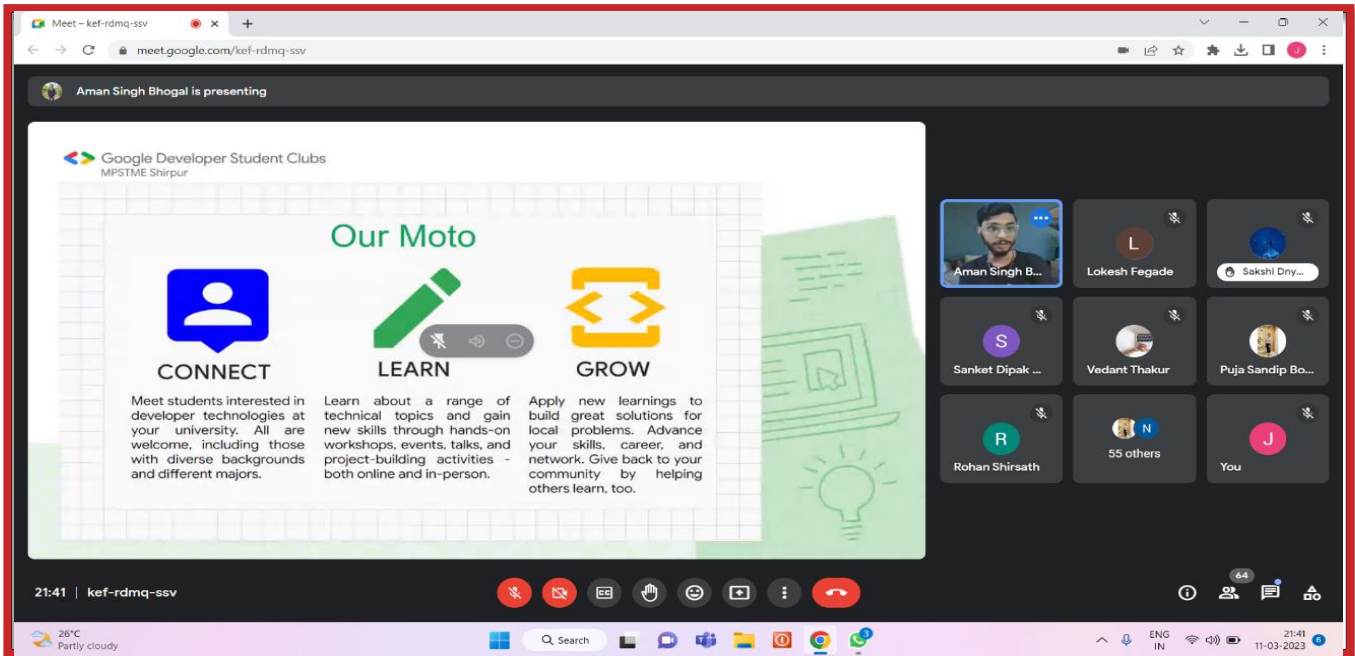 Meet – kef-rdmq-ssv
meet.google.com/kef-rdmq-ssv
J
Aman Singh Bhogal is presenting
Google Developer Student Clubs
MPSTME Shirpur
Our Moto
CONNECT
Meet students interested in
developer technologies at
your university. All are
welcome, including those
with diverse backgrounds
and different majors.
LEARN
Learn about a range of
technical topics and gain
new skills through hands-on
workshops, events, talks, and
project-building activities -
both online and in-person.
GROW
Apply new learnings to
build great solutions for
local problems. Advance
your skills, career, and
network. Give back to your
community by helping
others learn, too.
Aman Singh B...
L
Lokesh Fegade
Sakshi Dny...
S
Sanket Dipak ...
Vedant Thakur
Puja Sandip Bo...
R
Rohan Shirsath
N
55 others
J
You
21:41 | kef-rdmq-ssv
CC
64
26°C
Partly cloudy
Search
3
ENG
IN
21:41
11-03-2023
6